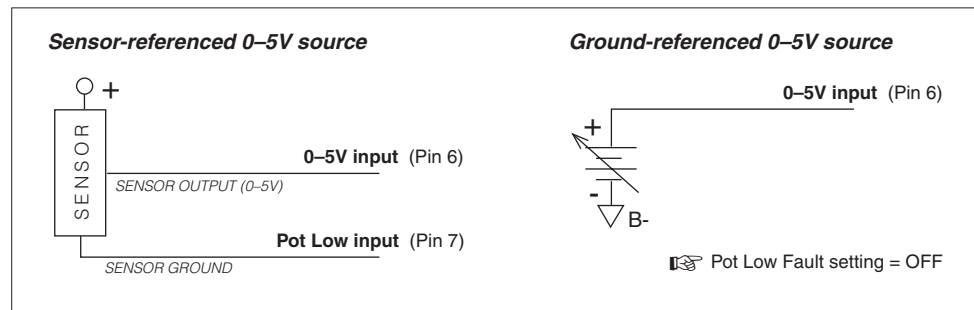 Sensor-referenced 0–5V source
+
SENSOR
0–5V input (Pin 6)
SENSOR OUTPUT (0–5V)
Pot Low input (Pin 7)
SENSOR GROUND
Ground-referenced 0–5V source
0–5V input (Pin 6)
+
-
B-
☞ Pot Low Fault setting = OFF